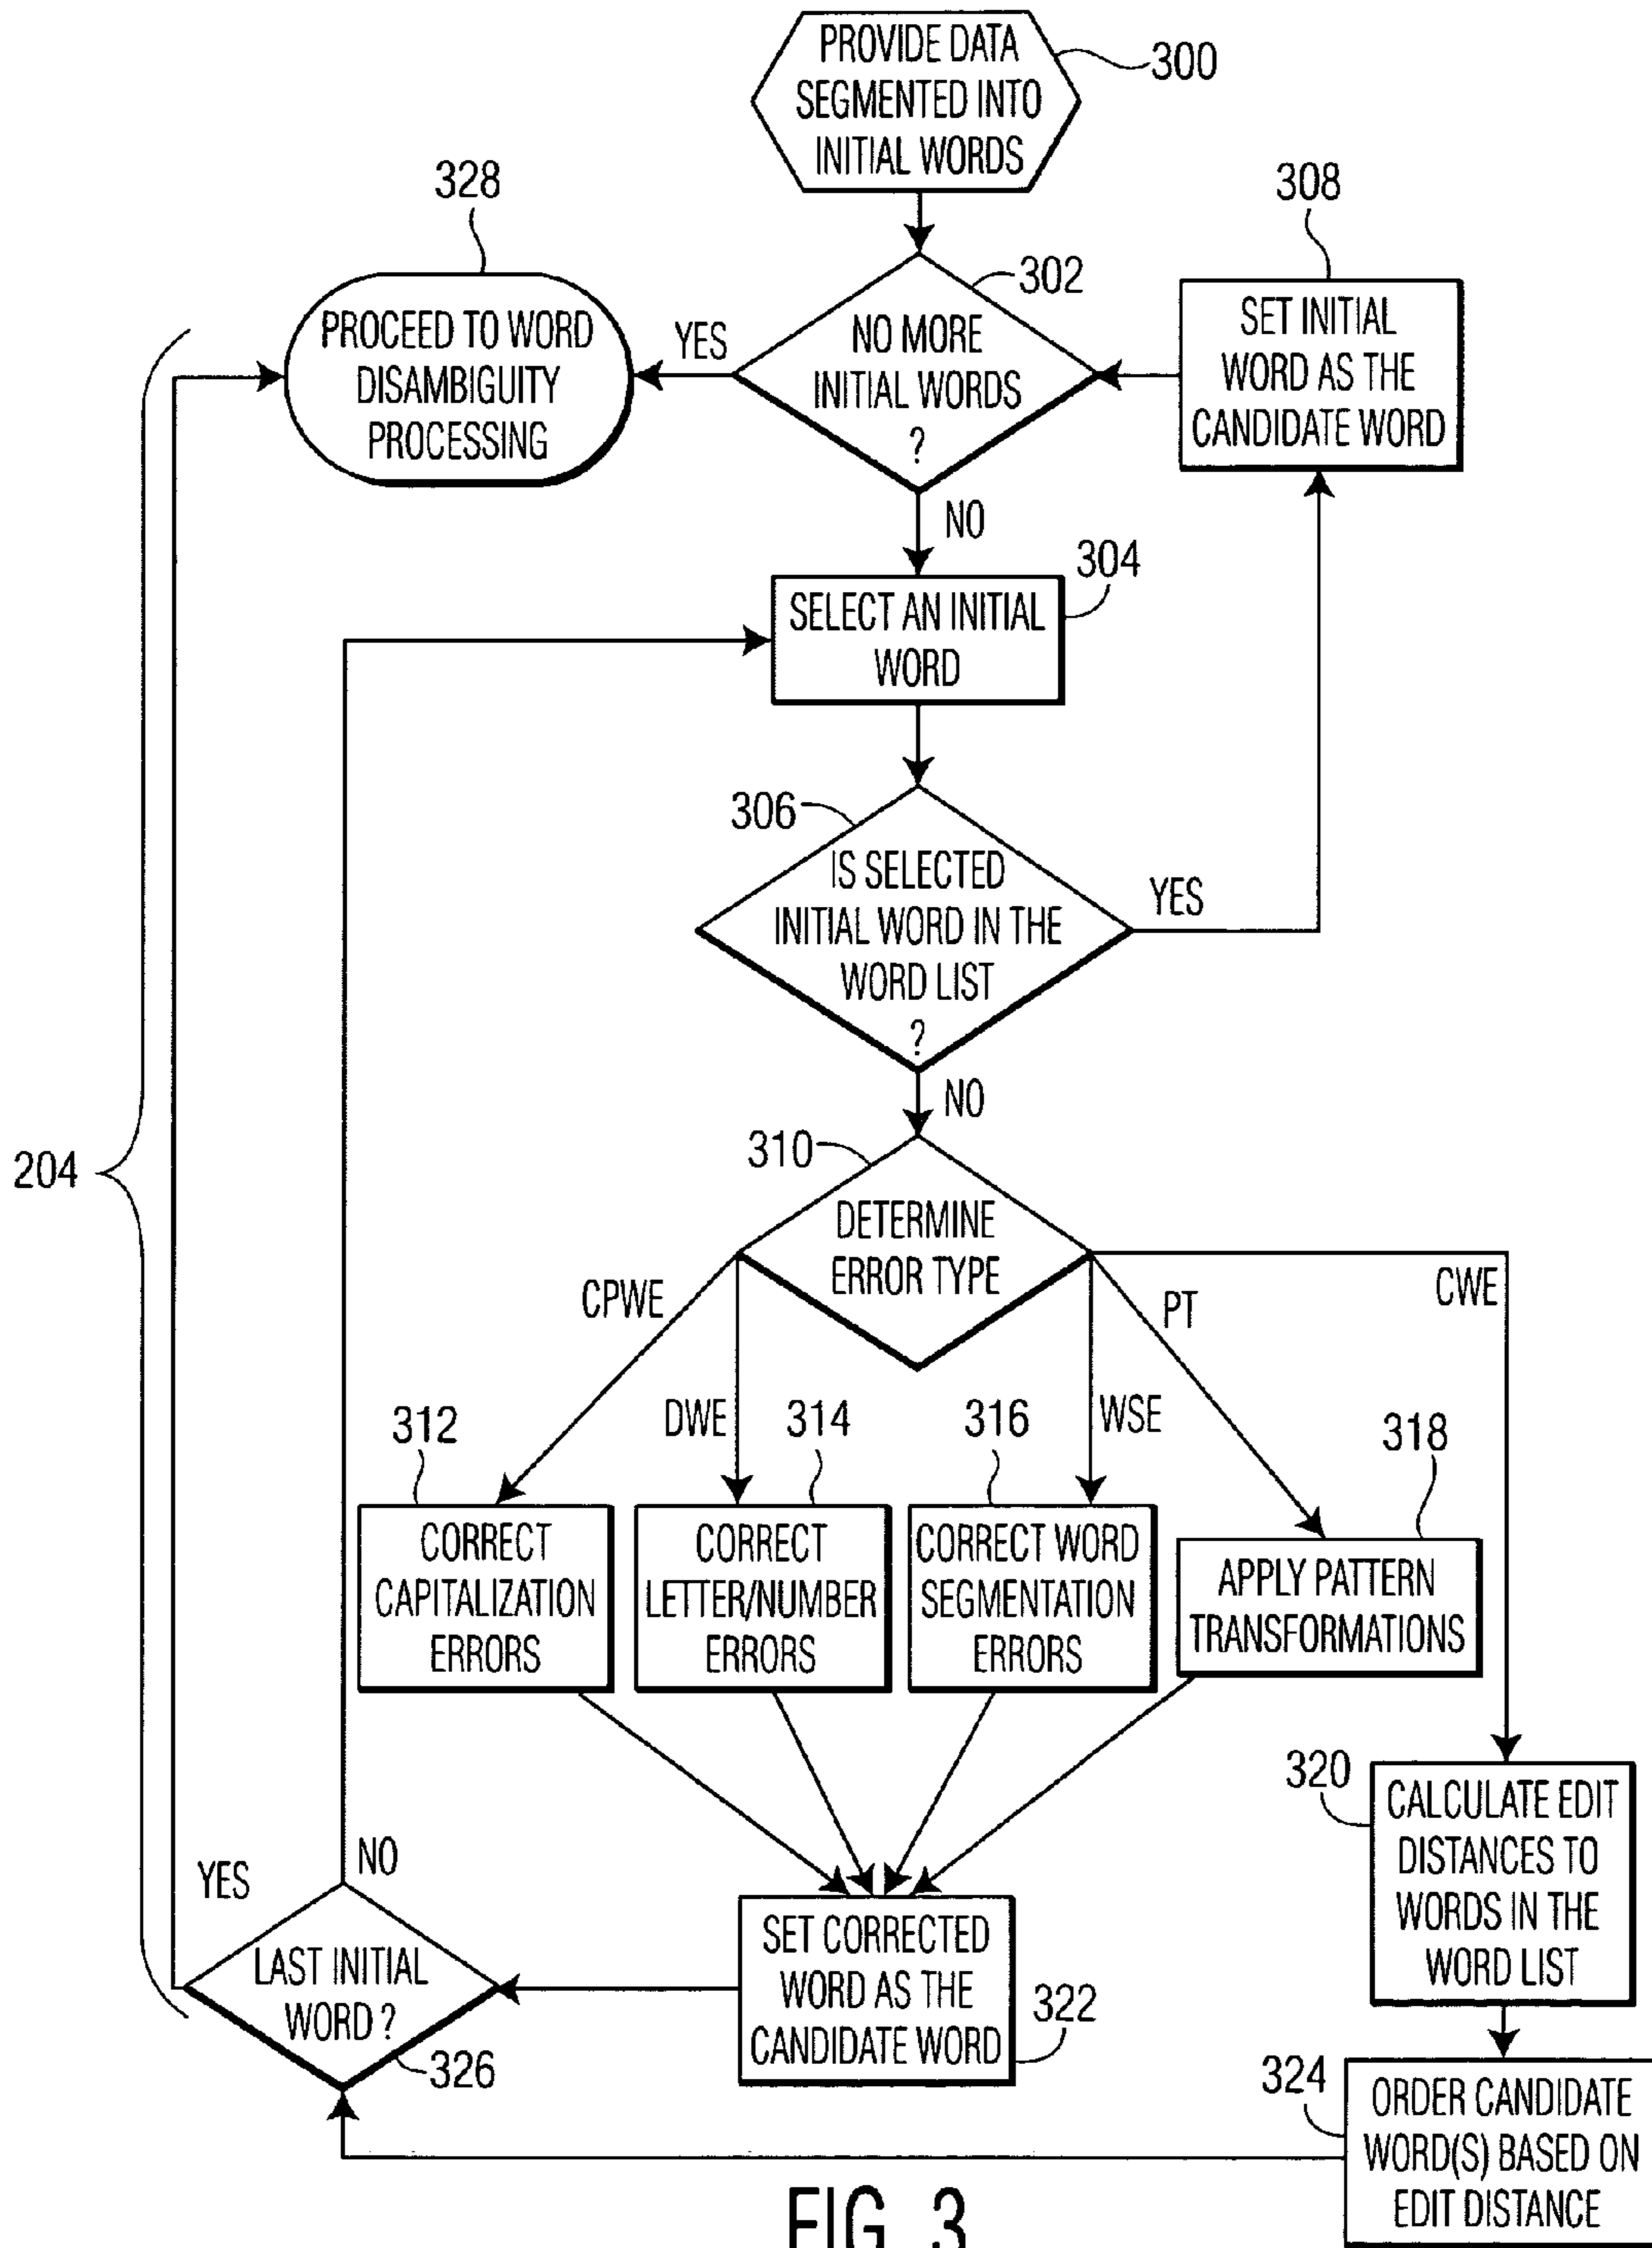 PROVIDE DATA
SEGMENTED INTO
INITIAL WORDS
300
328
308
302
PROCEED TO WORD
DISAMBIGUITY
PROCESSING
YES
NO MORE
INITIAL WORDS
?
SET INITIAL
WORD AS THE
CANDIDATE WORD
NO
304
SELECT AN INITIAL
WORD
306
IS SELECTED
INITIAL WORD IN THE
WORD LIST
?
YES
NO
204
310
DETERMINE
ERROR TYPE
CPWE
DWE
WSE
PT
CWE
312
314
316
318
CORRECT
CAPITALIZATION
ERRORS
CORRECT
LETTER/NUMBER
ERRORS
CORRECT WORD
SEGMENTATION
ERRORS
APPLY PATTERN
TRANSFORMATIONS
320
CALCULATE EDIT
DISTANCES TO
WORDS IN THE
WORD LIST
YES
NO
LAST INITIAL
WORD ?
326
SET CORRECTED
WORD AS THE
CANDIDATE WORD
322
324
ORDER CANDIDATE
WORD(S) BASED ON
EDIT DISTANCE
FIG. 3